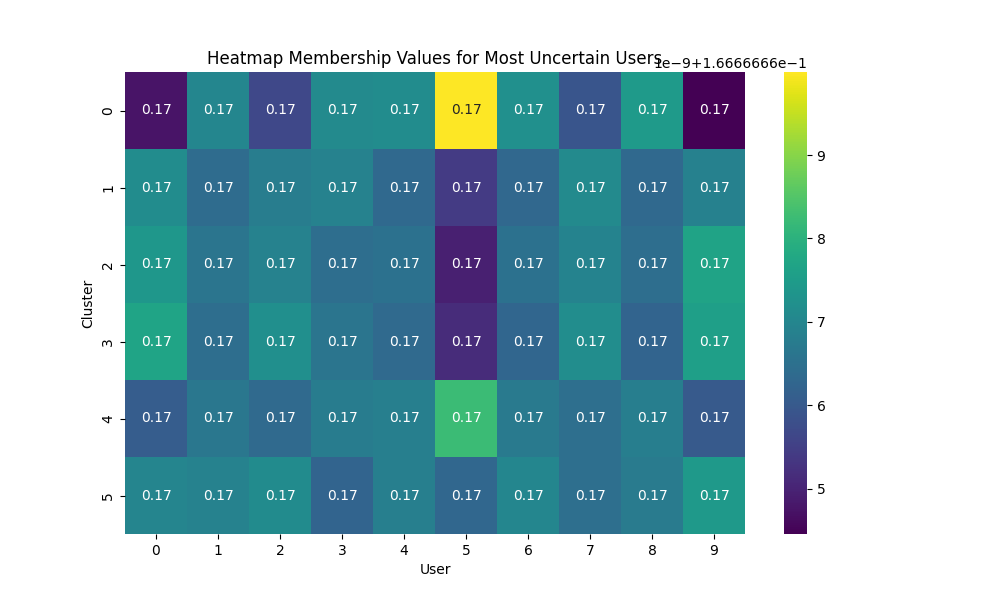 Heatmap Membership Values for Most Uncertain Users
1e−9+1.6666666e−1
0 0.17 0.17 0.17 0.17 0.17 0.17 0.17 0.17 0.17 0.17
1 0.17 0.17 0.17 0.17 0.17 0.17 0.17 0.17 0.17 0.17
2 0.17 0.17 0.17 0.17 0.17 0.17 0.17 0.17 0.17 0.17
3 0.17 0.17 0.17 0.17 0.17 0.17 0.17 0.17 0.17 0.17
4 0.17 0.17 0.17 0.17 0.17 0.17 0.17 0.17 0.17 0.17
5 0.17 0.17 0.17 0.17 0.17 0.17 0.17 0.17 0.17 0.17
0 1 2 3 4 5 6 7 8 9
Cluster
User
9
8
7
6
5